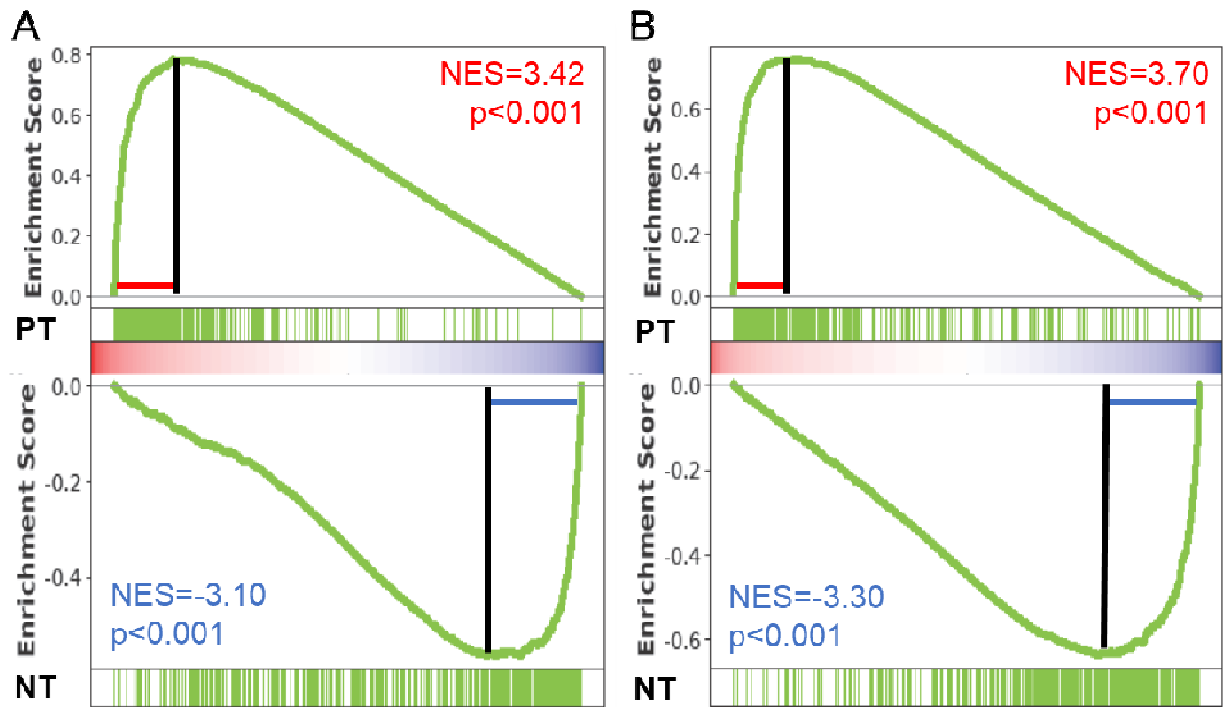 A
Enrichment Score
0.8
0.6
0.4
0.2
0.0
NES=3.42
p<0.001
PT
Enrichment Score
0.0
-0.2
-0.4
NES=-3.10
p<0.001
NT
B
Enrichment Score
0.6
0.4
0.2
0.0
NES=3.70
p<0.001
PT
Enrichment Score
0.0
-0.2
-0.4
-0.6
NES=-3.30
p<0.001
NT